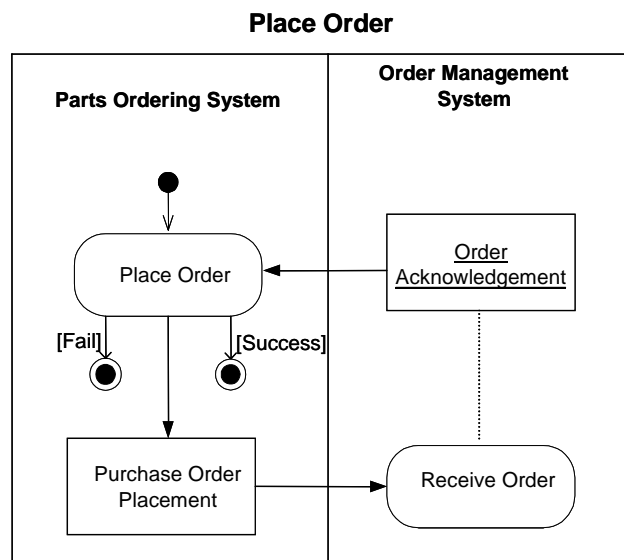 Place Order
Parts Ordering System
Order Management
System
Place Order
Order
Acknowledgement
[Fail]
[Success]
Purchase Order
Placement
Receive Order